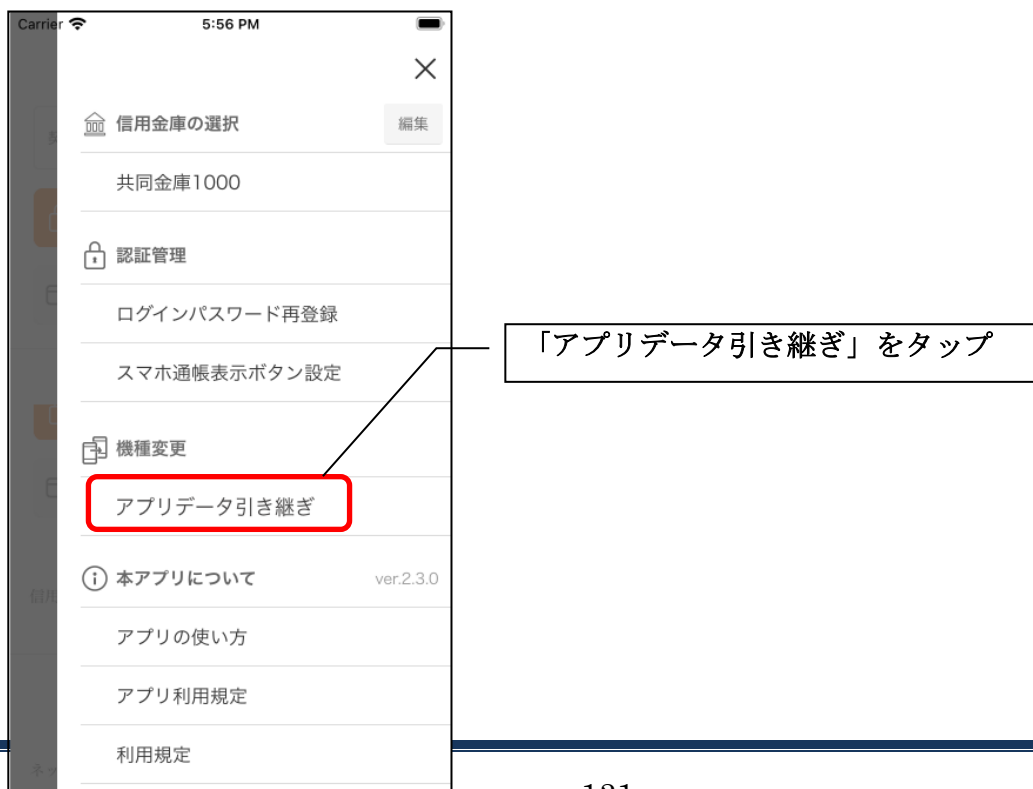 Carrier 5:56 PM
信用金庫の選択 編集
共同金庫1000
認証管理
ログインパスワード再登録
スマホ通帳表示ボタン設定
機種変更
アプリデータ引き継ぎ
「アプリデータ引き継ぎ」をタップ
本アプリについて ver.2.3.0
信用
アプリの使い方
アプリ利用規定
利用規定
ネッ